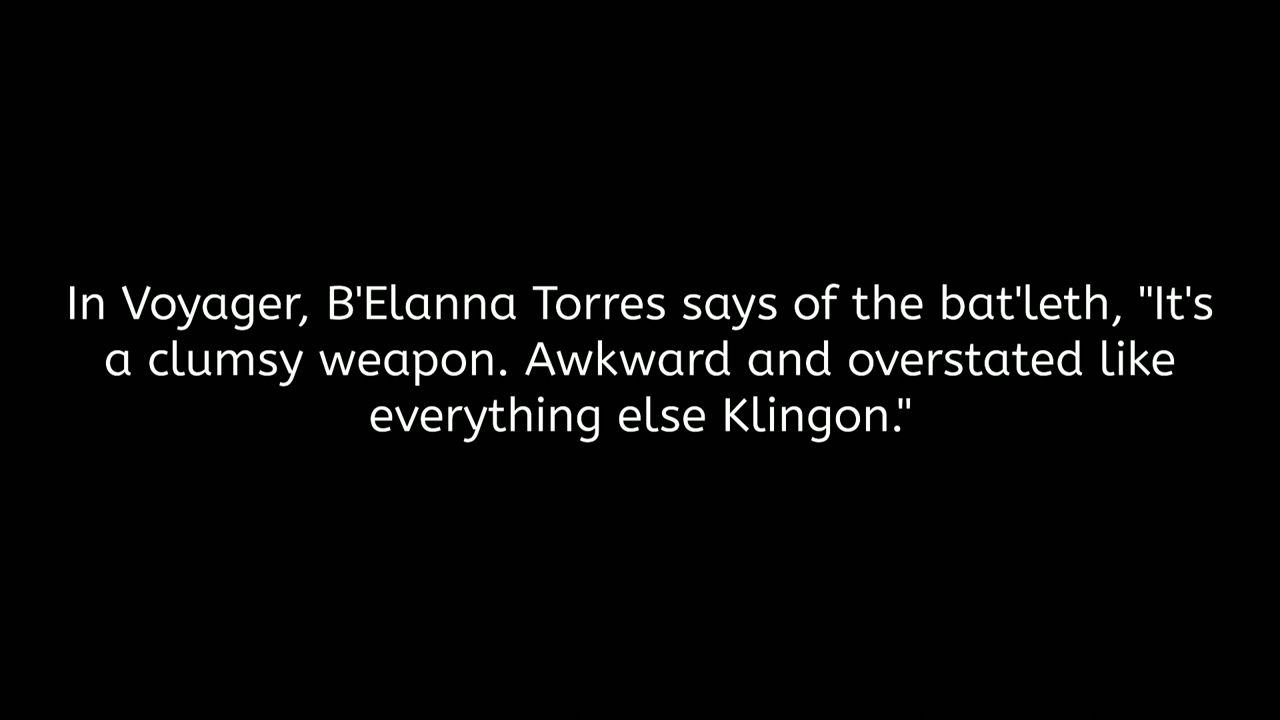 In Voyager, B'Elanna Torres says of the bat'leth, "It's
a clumsy weapon. Awkward and overstated like
everything else Klingon."